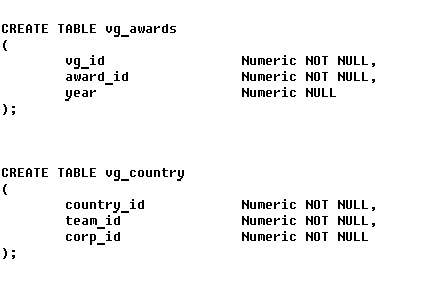 CREATE TABLE vg_awards
(
vg_id Numeric NOT NULL,
award_id Numeric NOT NULL,
year Numeric NULL
);
CREATE TABLE vg_country
(
country_id Numeric NOT NULL,
team_id Numeric NOT NULL,
corp_id Numeric NOT NULL
);